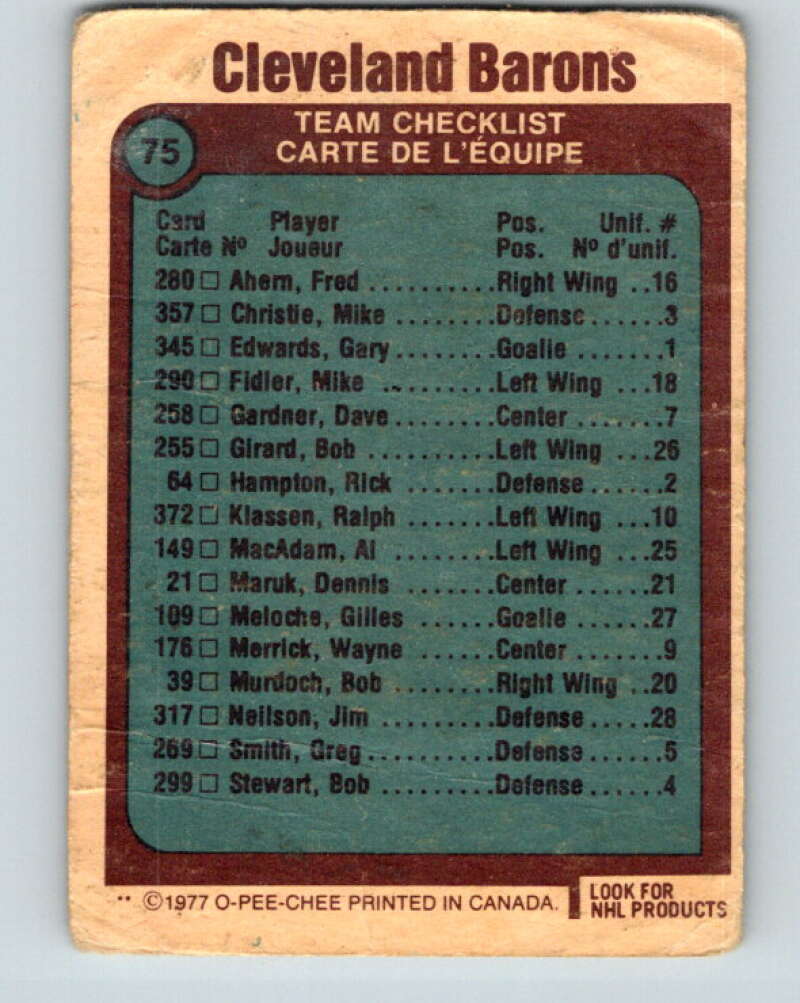 Cleveland Barons
75
TEAM CHECKLIST
CARTE DE L'ÉQUIPE
Card Player Pos. Unif. #
Carte Nº Joueur Pos. Nº d'unif.
280 □ Ahern, Fred ..........Right Wing ..16
357 □ Christie, Mike ........Defense......3
345 □ Edwards, Gary........Goalie .......1
290 □ Fidler, Mike .........Left Wing ...18
258 □ Gardner, Dave........Center .......7
255 □ Girard, Bob ..........Left Wing ...26
64 □ Hampton, Rick .......Defense......2
372 □ Klassen, Ralph .......Left Wing ...10
149 □ MacAdam, Al ........Left Wing ...25
21 □ Maruk, Dennis .......Center ......21
109 □ Meloche, Gilles ......Goalie ......27
176 □ Merrick, Wayne ......Center .......9
39 □ Murdoch, Bob ........Right Wing ..20
317 □ Neilson, Jim .........Defense.....28
269 □ Smith, Greg...........Defense......5
299 □ Stewart, Bob .........Defense......4
** ©1977 O-PEE-CHEE PRINTED IN CANADA.
LOOK FOR
NHL PRODUCTS